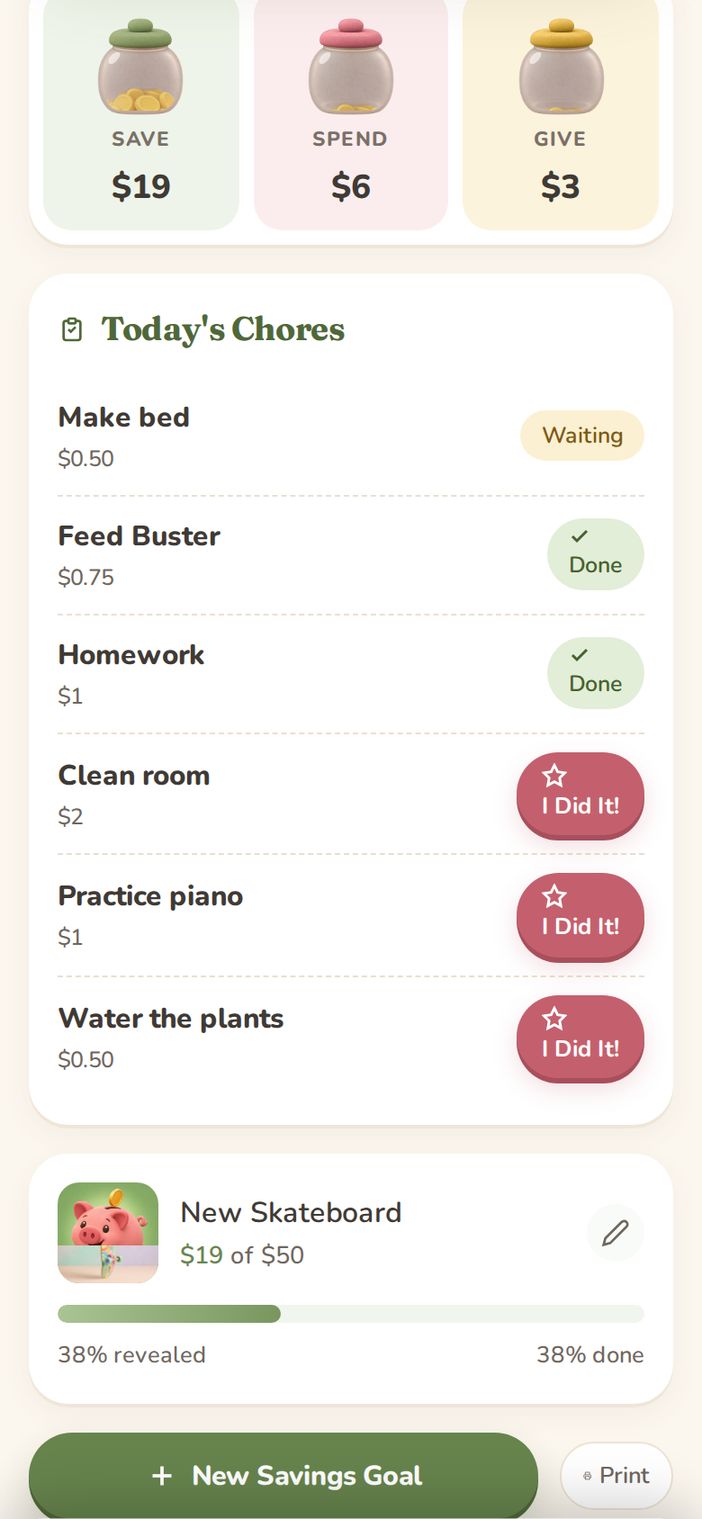 SAVE
SPEND
GIVE
$19
$6
$3
Today's Chores
Make bed
$0.50
Waiting
Feed Buster
$0.75
Done
Homework
$1
Done
Clean room
$2
I Did It!
Practice piano
$1
I Did It!
Water the plants
$0.50
I Did It!
New Skateboard
$19 of $50
38% revealed
38% done
+ New Savings Goal
Print